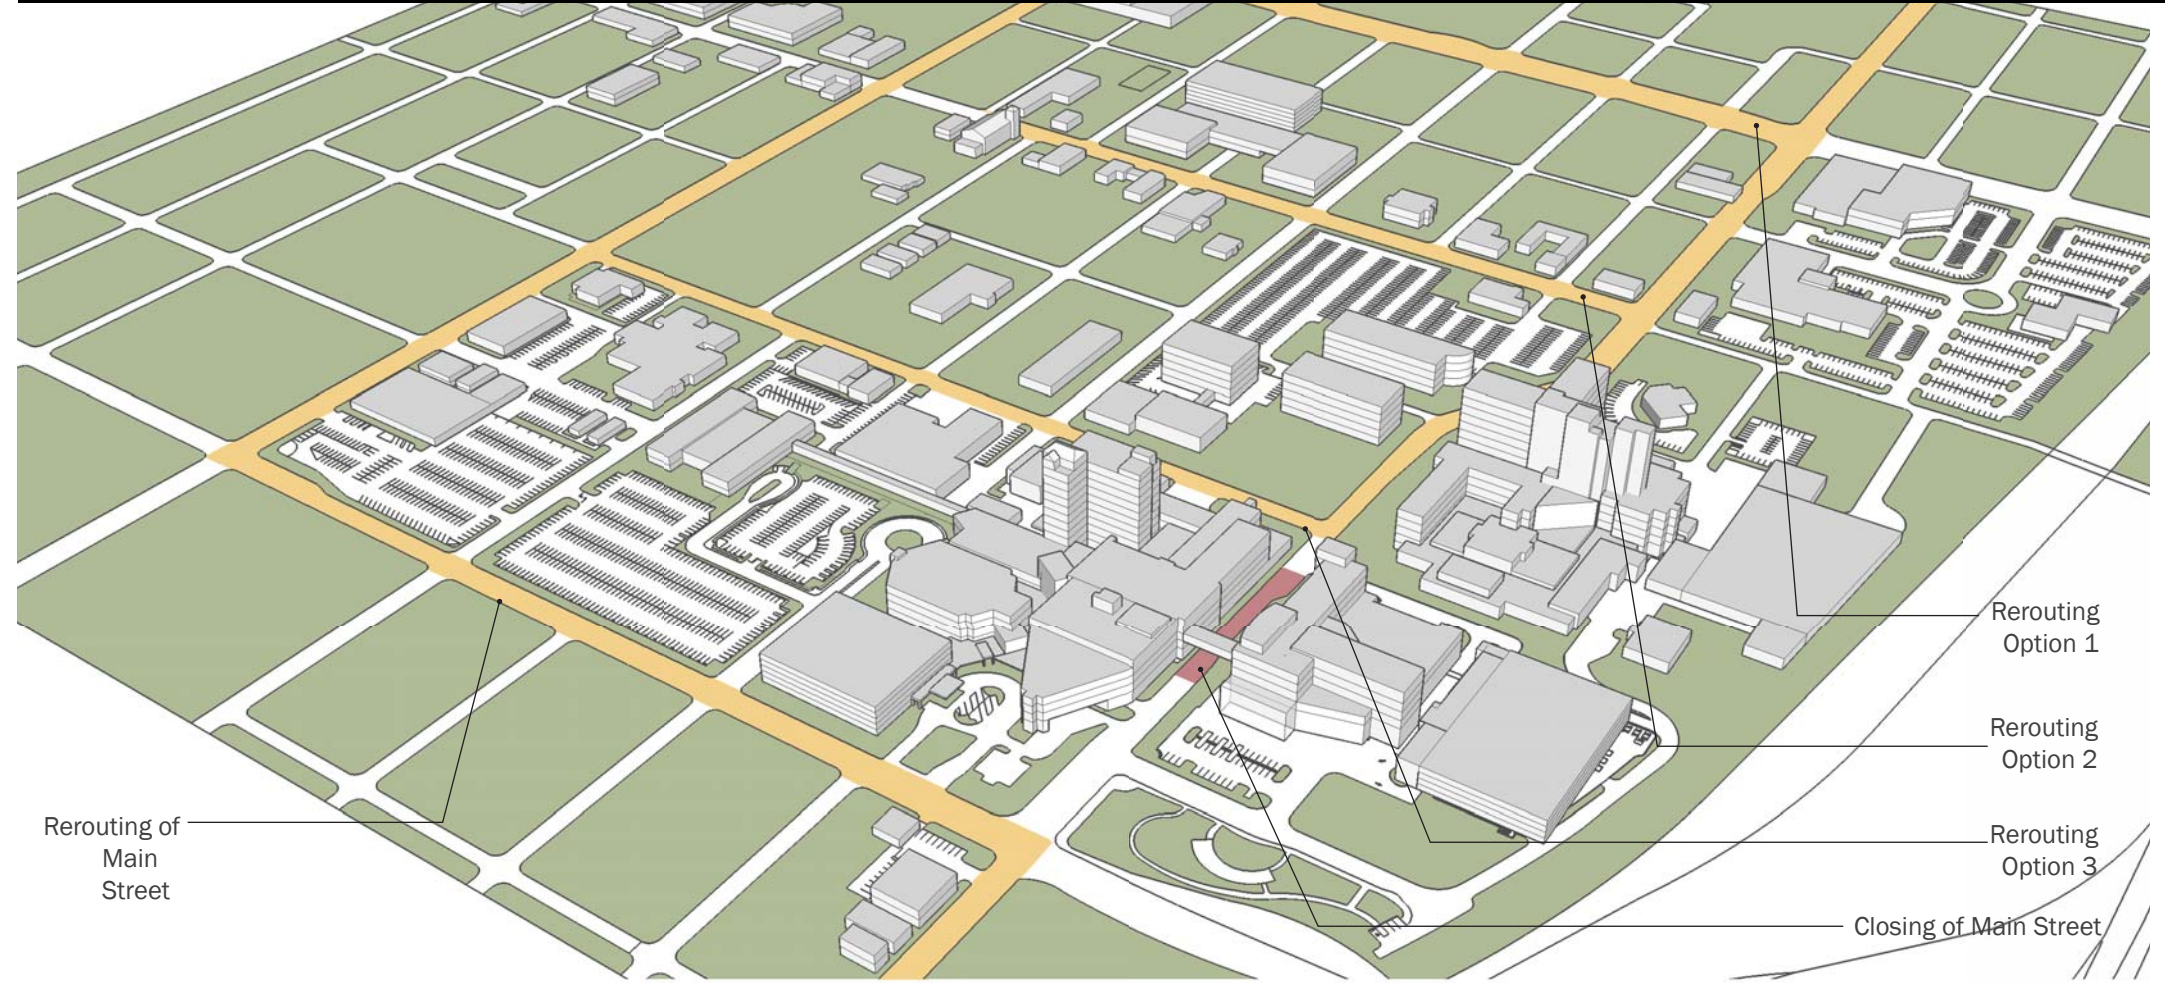 Rerouting
Option 1
Rerouting
Option 2
Rerouting of
Main
Street
Rerouting
Option 3
Closing of Main Street